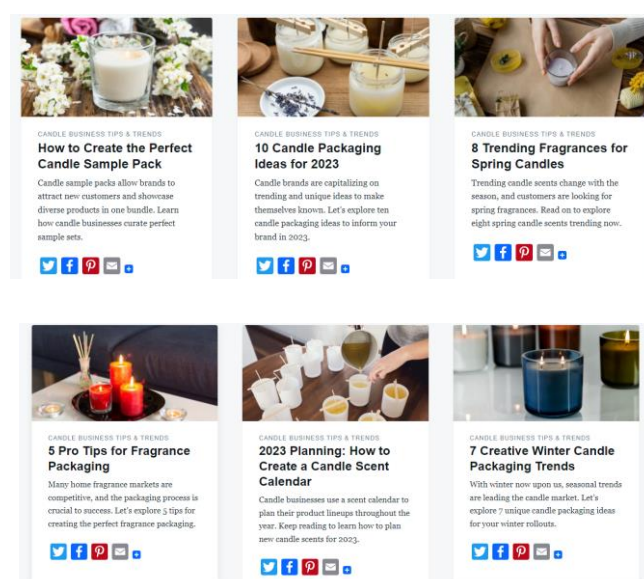 CANDLE BUSINESS TIPS & TRENDS
How to Create the Perfect
Candle Sample Pack
Candle sample packs allow brands to
attract new customers and showcase
diverse products in one bundle. Learn
how candle businesses curate perfect
sample sets.
CANDLE BUSINESS TIPS & TRENDS
10 Candle Packaging
Ideas for 2023
Candle brands are capitalizing on
trending and unique ideas to make
themselves known. Let's explore ten
candle packaging ideas to inform your
brand in 2023.
CANDLE BUSINESS TIPS & TRENDS
8 Trending Fragrances for
Spring Candles
Trending candle scents change with the
season, and customers are looking for
spring fragrances. Read on to explore
eight spring candle scents trending now.
CANDLE BUSINESS TIPS & TRENDS
5 Pro Tips for Fragrance
Packaging
Many home fragrance markets are
competitive, and the packaging process is
crucial to success. Let's explore 5 tips for
creating the perfect fragrance packaging.
CANDLE BUSINESS TIPS & TRENDS
2023 Planning: How to
Create a Candle Scent
Calendar
Candle businesses use a scent calendar to
plan their product lineups throughout the
year. Keep reading to learn how to plan
new candle scents for 2023.
CANDLE BUSINESS TIPS & TRENDS
7 Creative Winter Candle
Packaging Trends
With winter now upon us, seasonal trends
are leading the candle market. Let's
explore 7 unique candle packaging ideas
for your winter rollouts.